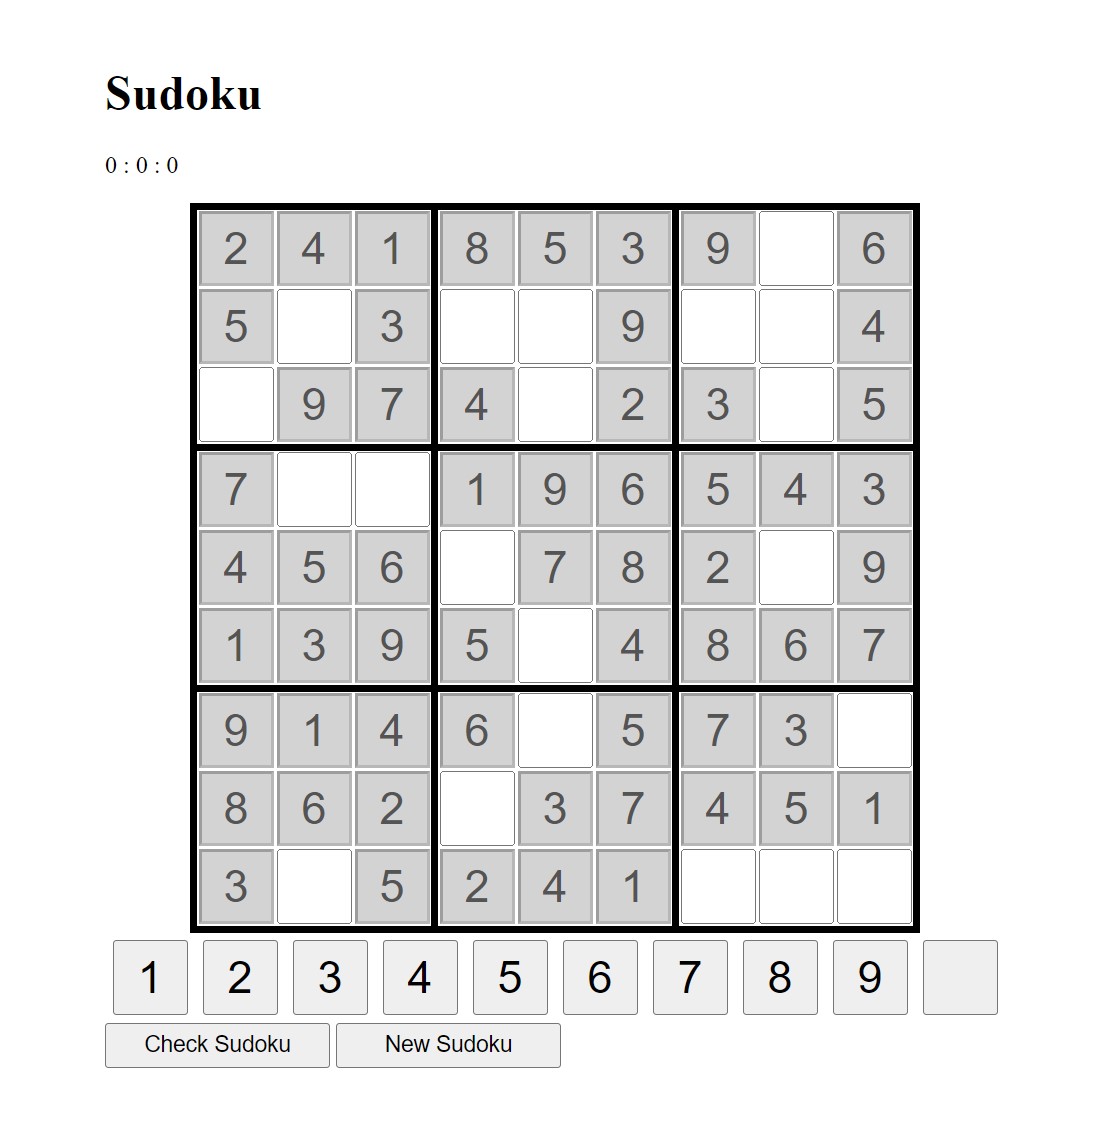 Sudoku
0 : 0 : 0
2 4 1 8 5 3 9 6
5 3 9 4
9 7 4 2 3 5
7 1 9 6 5 4 3
4 5 6 7 8 2 9
1 3 9 5 4 8 6 7
9 1 4 6 5 7 3
8 6 2 3 7 4 5 1
3 5 2 4 1
1 2 3 4 5 6 7 8 9
Check Sudoku New Sudoku